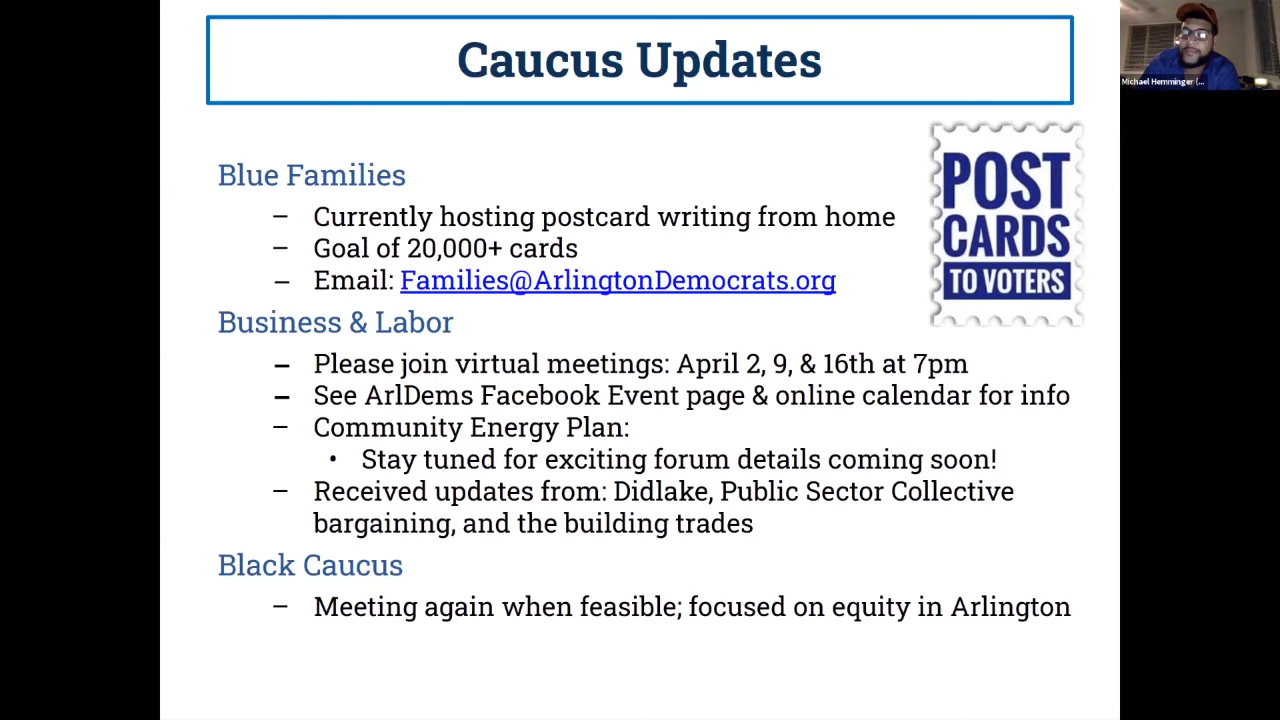 Caucus Updates
Michael Hemminger (...
POST
CARDS
TO VOTERS
Blue Families
– Currently hosting postcard writing from home
– Goal of 20,000+ cards
– Email: Families@ArlingtonDemocrats.org
Business & Labor
– Please join virtual meetings: April 2, 9, & 16th at 7pm
– See ArlDems Facebook Event page & online calendar for info
– Community Energy Plan:
• Stay tuned for exciting forum details coming soon!
– Received updates from: Didlake, Public Sector Collective
bargaining, and the building trades
Black Caucus
– Meeting again when feasible; focused on equity in Arlington